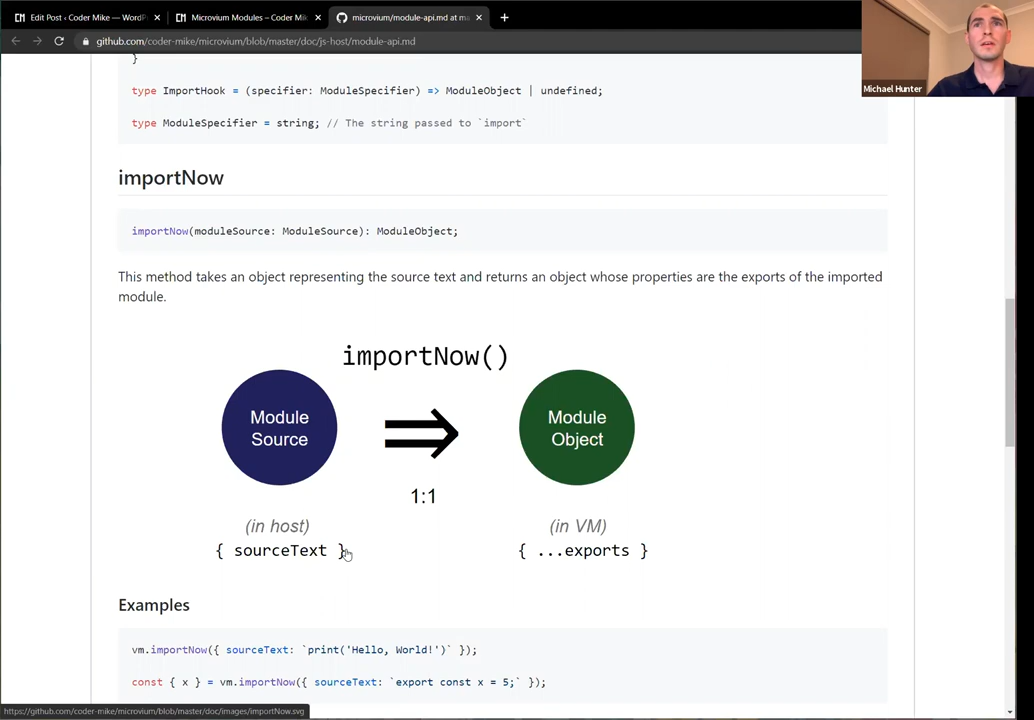 Edit Post ‹ Coder Mike — WordP
Microvium Modules – Coder Mik
microvium/module-api.md at ma
github.com/coder-mike/microvium/blob/master/doc/js-host/module-api.md
Michael Hunter
}
type ImportHook = (specifier: ModuleSpecifier) => ModuleObject | undefined;
type ModuleSpecifier = string; // The string passed to `import`
importNow
importNow(moduleSource: ModuleSource): ModuleObject;
This method takes an object representing the source text and returns an object whose properties are the exports of the imported
module.
importNow()
Module
Source
Module
Object
1:1
(in host)
(in VM)
{ sourceText }
{ ...exports }
Examples
vm.importNow({ sourceText: `print('Hello, World!')` });
const { x } = vm.importNow({ sourceText: `export const x = 5;` });
https://github.com/coder-mike/microvium/blob/master/doc/images/importNow.svg